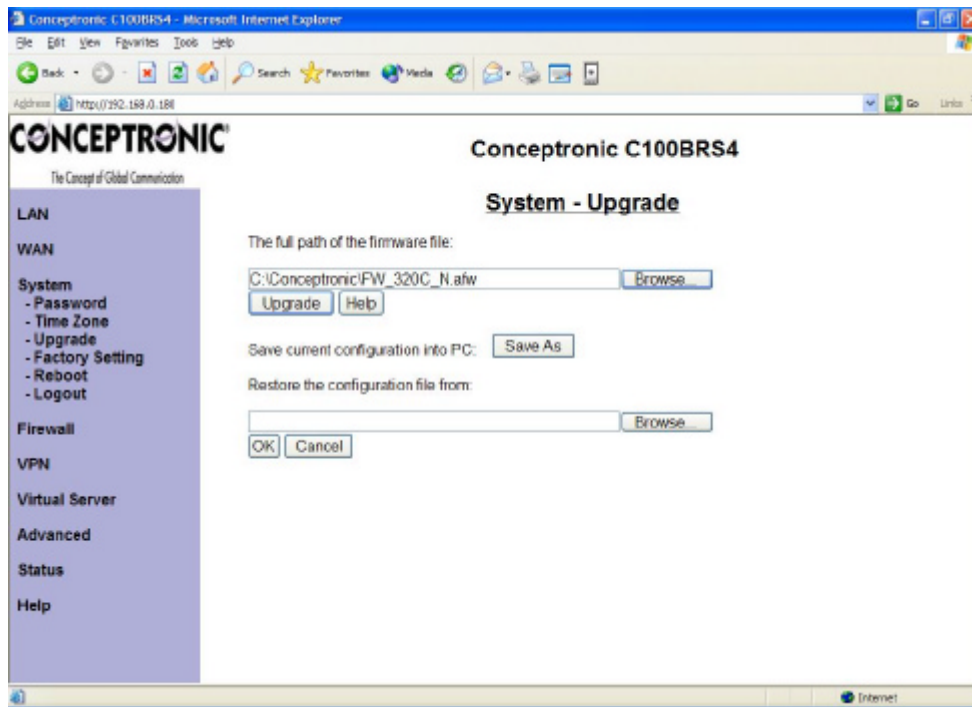 Conceptronic C100BRS4 - Microsoft Internet Explorer
File Edit View Favorites Tools Help
Back Search Favorites Media
Address http://192.168.0.188 Go Links
CONCEPTRONIC®
The Concept of Global Communication
Conceptronic C100BRS4
System - Upgrade
LAN
WAN
System
- Password
- Time Zone
- Upgrade
- Factory Setting
- Reboot
- Logout
Firewall
VPN
Virtual Server
Advanced
Status
Help
The full path of the firmware file:
C:\Conceptronic\FW_320C_N.afw Browse...
Upgrade Help
Save current configuration into PC: Save As
Restore the configuration file from:
Browse...
OK Cancel
Internet